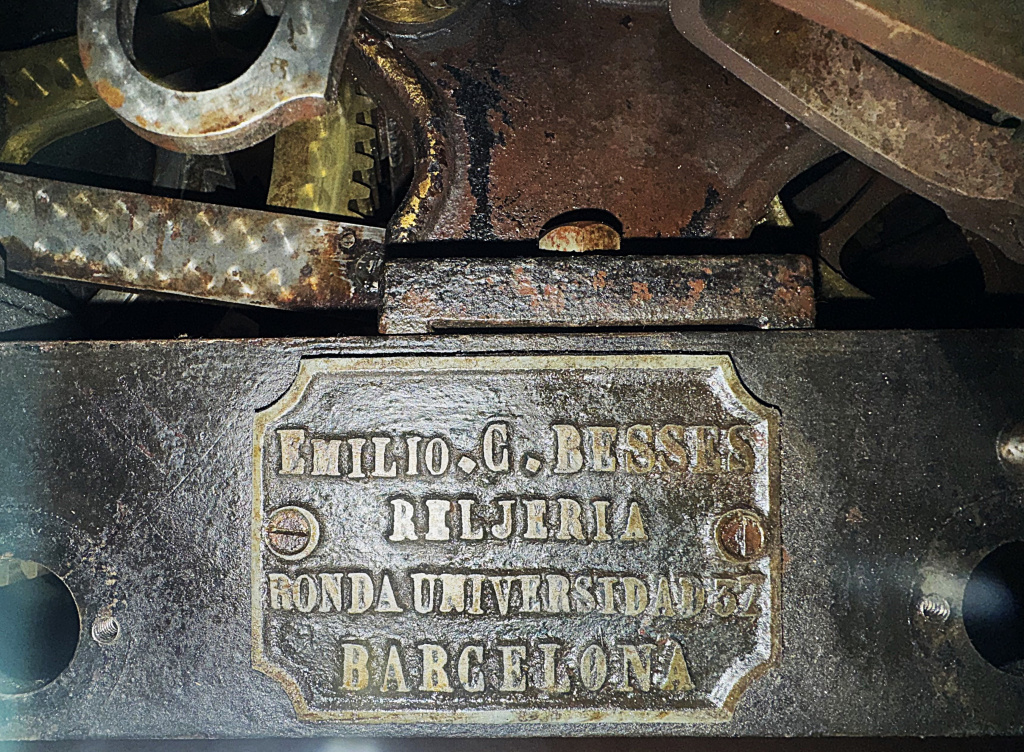 EMILIO. G. BESSES
RELJERIA
RONDA UNIVERSIDAD 37
BARCELONA